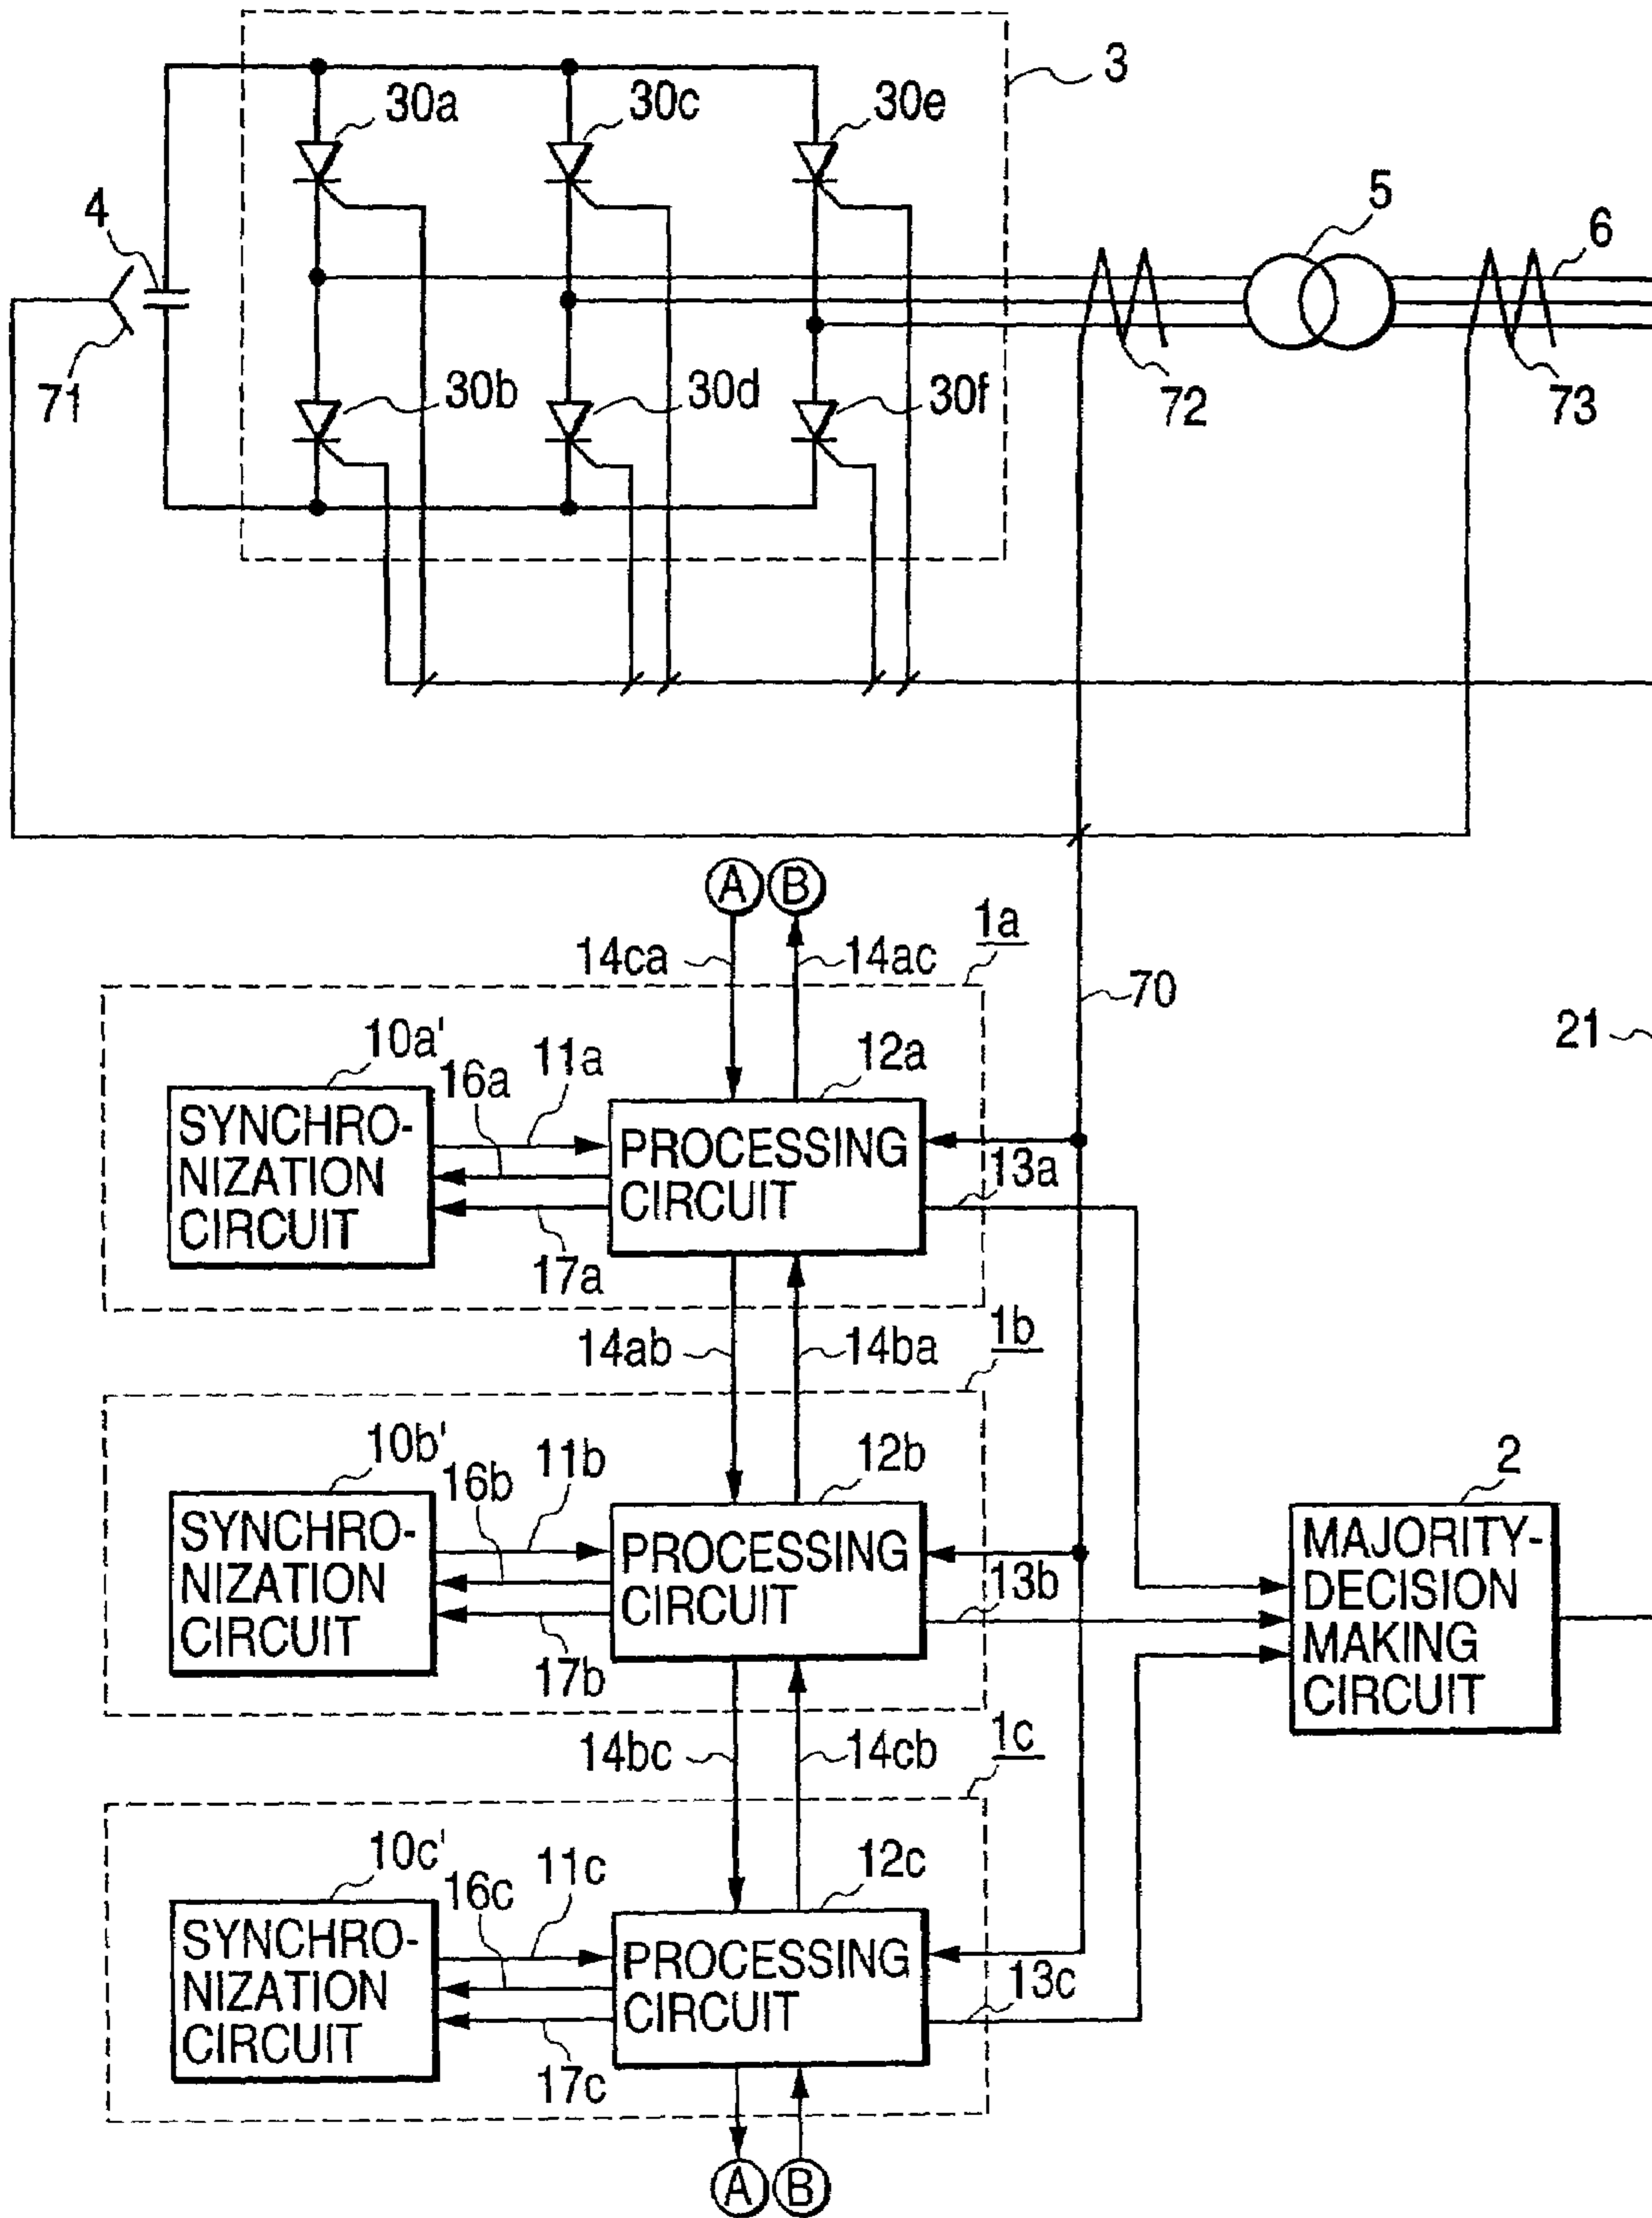 3
30a
30c
30e
4
5
6
71
30b
30d
30f
72
73
A B
1a
14ca
14ac
70
21
10a'
16a
11a
12a
SYNCHRO-
NIZATION
CIRCUIT
PROCESSING
CIRCUIT
13a
17a
14ab
14ba
1b
10b'
16b
11b
12b
2
SYNCHRO-
NIZATION
CIRCUIT
PROCESSING
CIRCUIT
13b
MAJORITY-
DECISION
MAKING
CIRCUIT
17b
14bc
14cb
1c
10c'
16c
11c
12c
SYNCHRO-
NIZATION
CIRCUIT
PROCESSING
CIRCUIT
13c
17c
A B